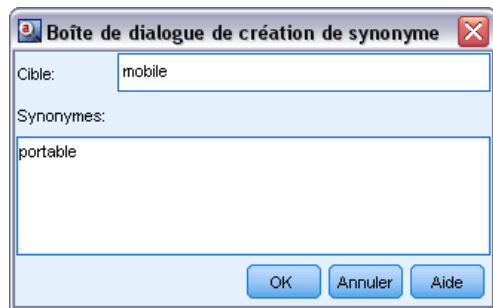 Boîte de dialogue de création de synonyme
Cible: mobile
Synonymes:
portable
OK Annuler Aide